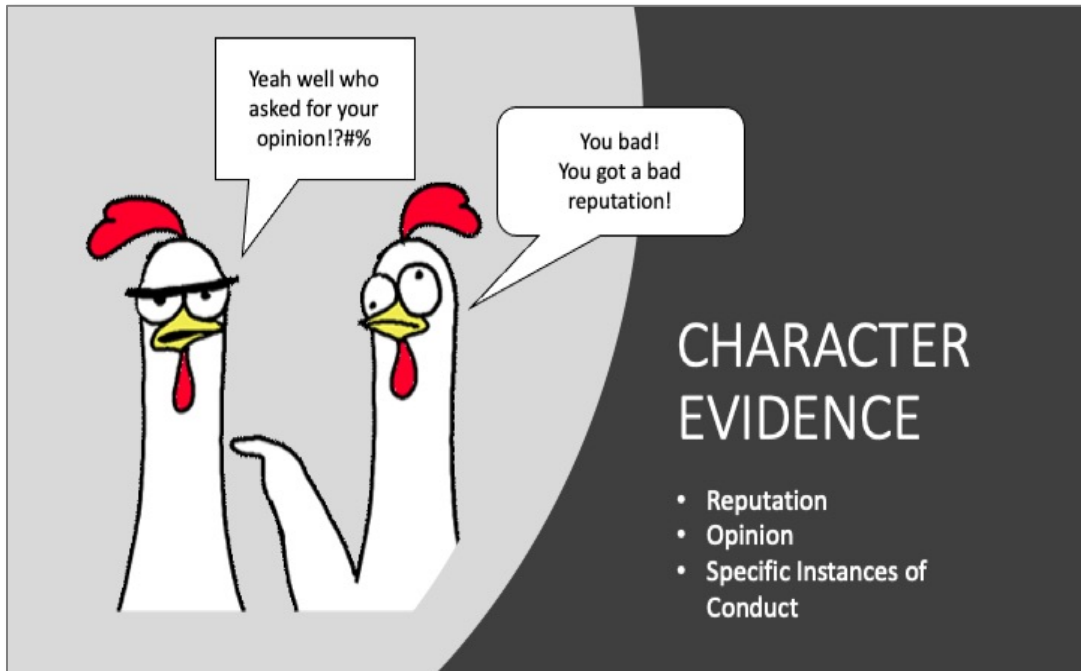 Yeah well who
asked for your
opinion!?#%
You bad!
You got a bad
reputation!
CHARACTER
EVIDENCE
• Reputation
• Opinion
• Specific Instances of
Conduct